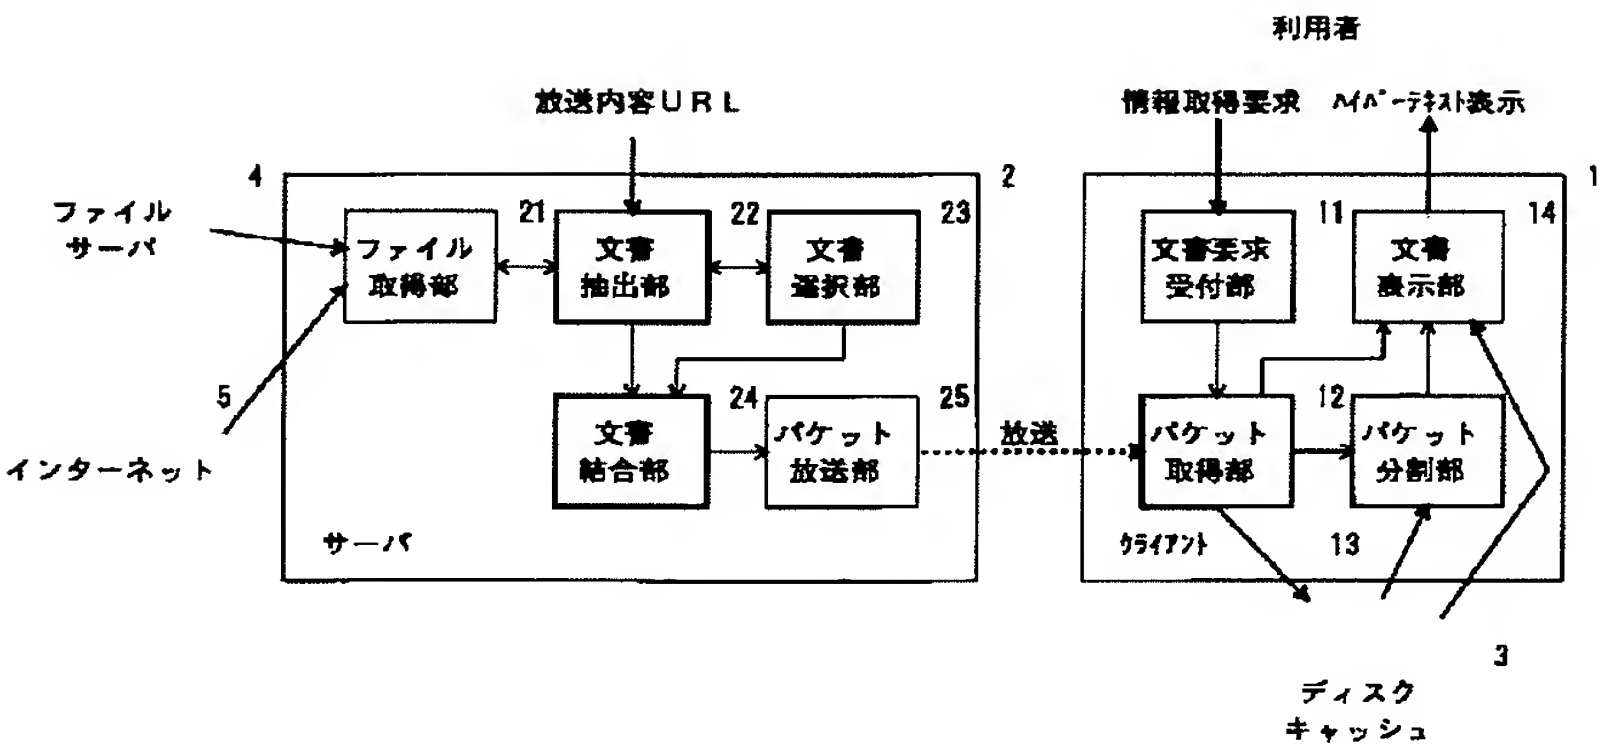 利用者
放送内容URL
情報取得要求
ハイパーテキスト表示
4
2
1
ファイル
サーバ
21
22
23
11
14
ファイル
取得部
文書
抽出部
文書
選択部
文書要求
受付部
文書
表示部
5
24
25
12
インターネット
文書
結合部
パケット
放送部
放送
パケット
取得部
パケット
分割部
サーバ
クライアント
13
3
ディスク
キャッシュ